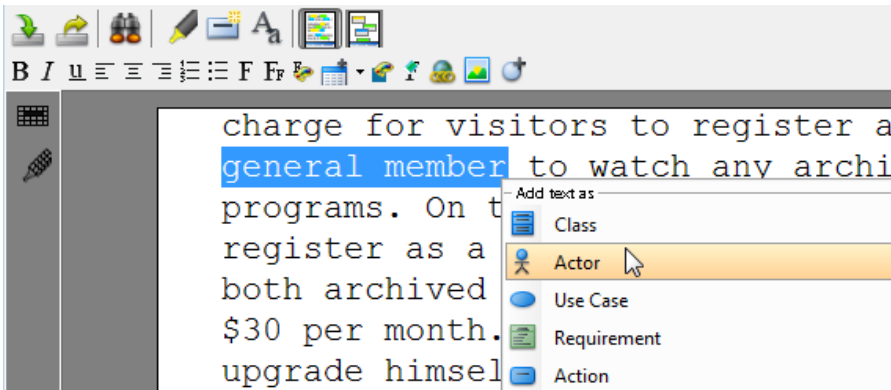 B I u F FF
charge for visitors to register a
general member to watch any archi
programs. On t
register as a
both archived
$30 per month.
upgrade himsel
Add text as
Class
Actor
Use Case
Requirement
Action